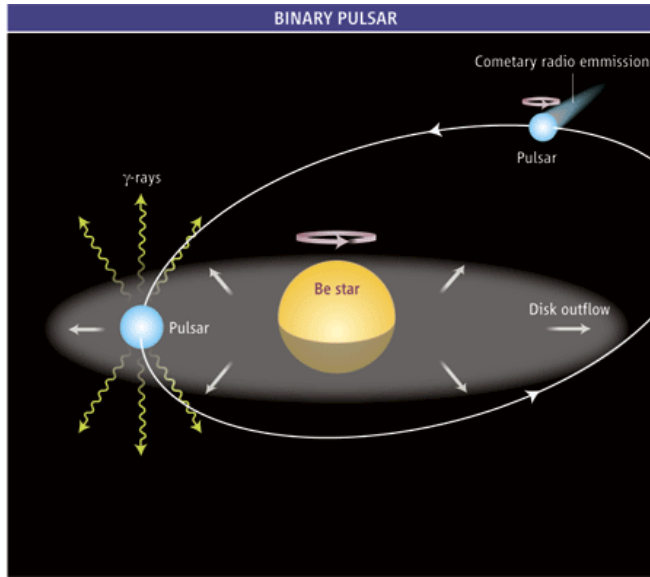 BINARY PULSAR
Cometary radio emmission
Pulsar
γ-rays
Be star
Disk outflow
Pulsar